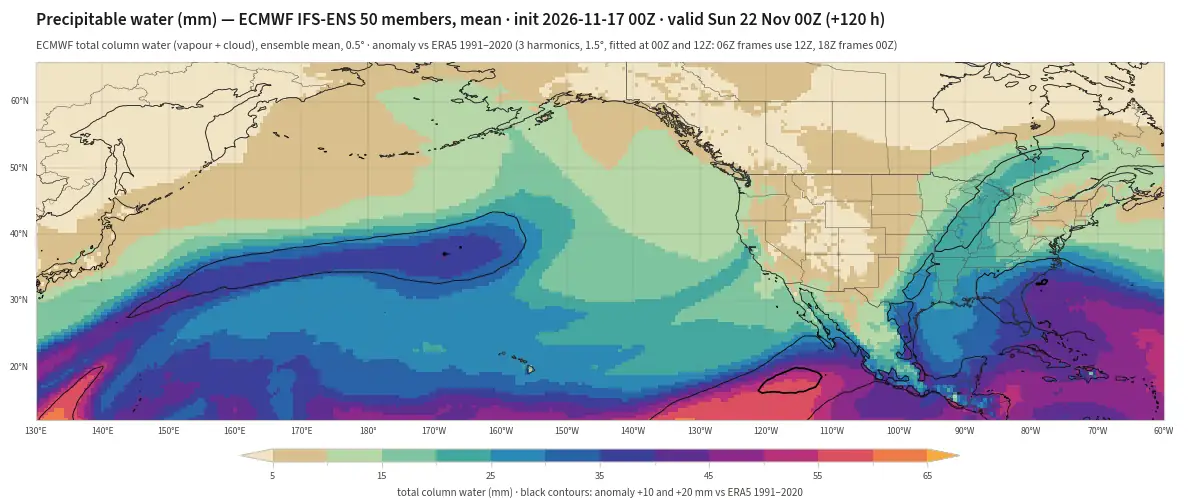 Precipitable water (mm) — ECMWF IFS-ENS 50 members, mean · init 2026-11-17 00Z · valid Sun 22 Nov 00Z (+120 h)
ECMWF total column water (vapour + cloud), ensemble mean, 0.5° · anomaly vs ERA5 1991–2020 (3 harmonics, 1.5°, fitted at 00Z and 12Z: 06Z frames use 12Z, 18Z frames 00Z)
60°N
50°N
40°N
30°N
20°N
130°E 140°E 150°E 160°E 170°E 180° 170°W 160°W 150°W 140°W 130°W 120°W 110°W 100°W 90°W 80°W 70°W 60°W
5 15 25 35 45 55 65
total column water (mm) · black contours: anomaly +10 and +20 mm vs ERA5 1991–2020